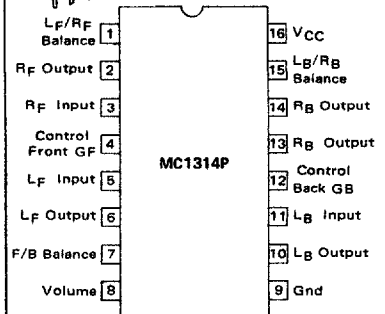 LF/RF
Balance 1
RF Output 2
RF Input 3
Control
Front GF 4
LF Input 5
LF Output 6
F/B Balance 7
Volume 8
MC1314P
16 VCC
15 LB/RB
Balance
14 RB Output
13 RB Output
12 Control
Back GB
11 LB Input
10 LB Output
9 Gnd